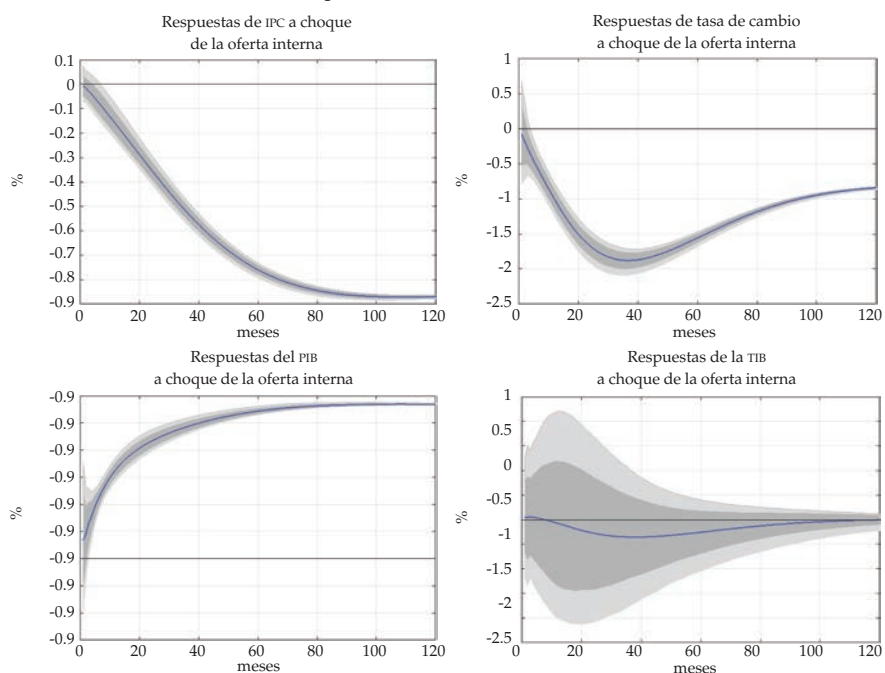 Respuestas de IPC a choque
de la oferta interna
0.1
0
-0.1
-0.2
-0.3
-0.4
-0.5
-0.6
-0.7
-0.8
-0.9
%
0 20 40 60 80 100 120
meses
Respuestas de tasa de cambio
a choque de la oferta interna
1
0.5
0
-0.5
-1
-1.5
-2
-2.5
%
0 20 40 60 80 100 120
meses
Respuestas del PIB
a choque de la oferta interna
-0.9
-0.9
-0.9
-0.9
-0.9
-0.9
-0.9
-0.9
-0.9
-0.9
%
0 20 40 60 80 100 120
meses
Respuestas de la TIB
a choque de la oferta interna
1
0.5
0
-0.5
-1
-1.5
-2
-2.5
%
0 20 40 60 80 100 120
meses